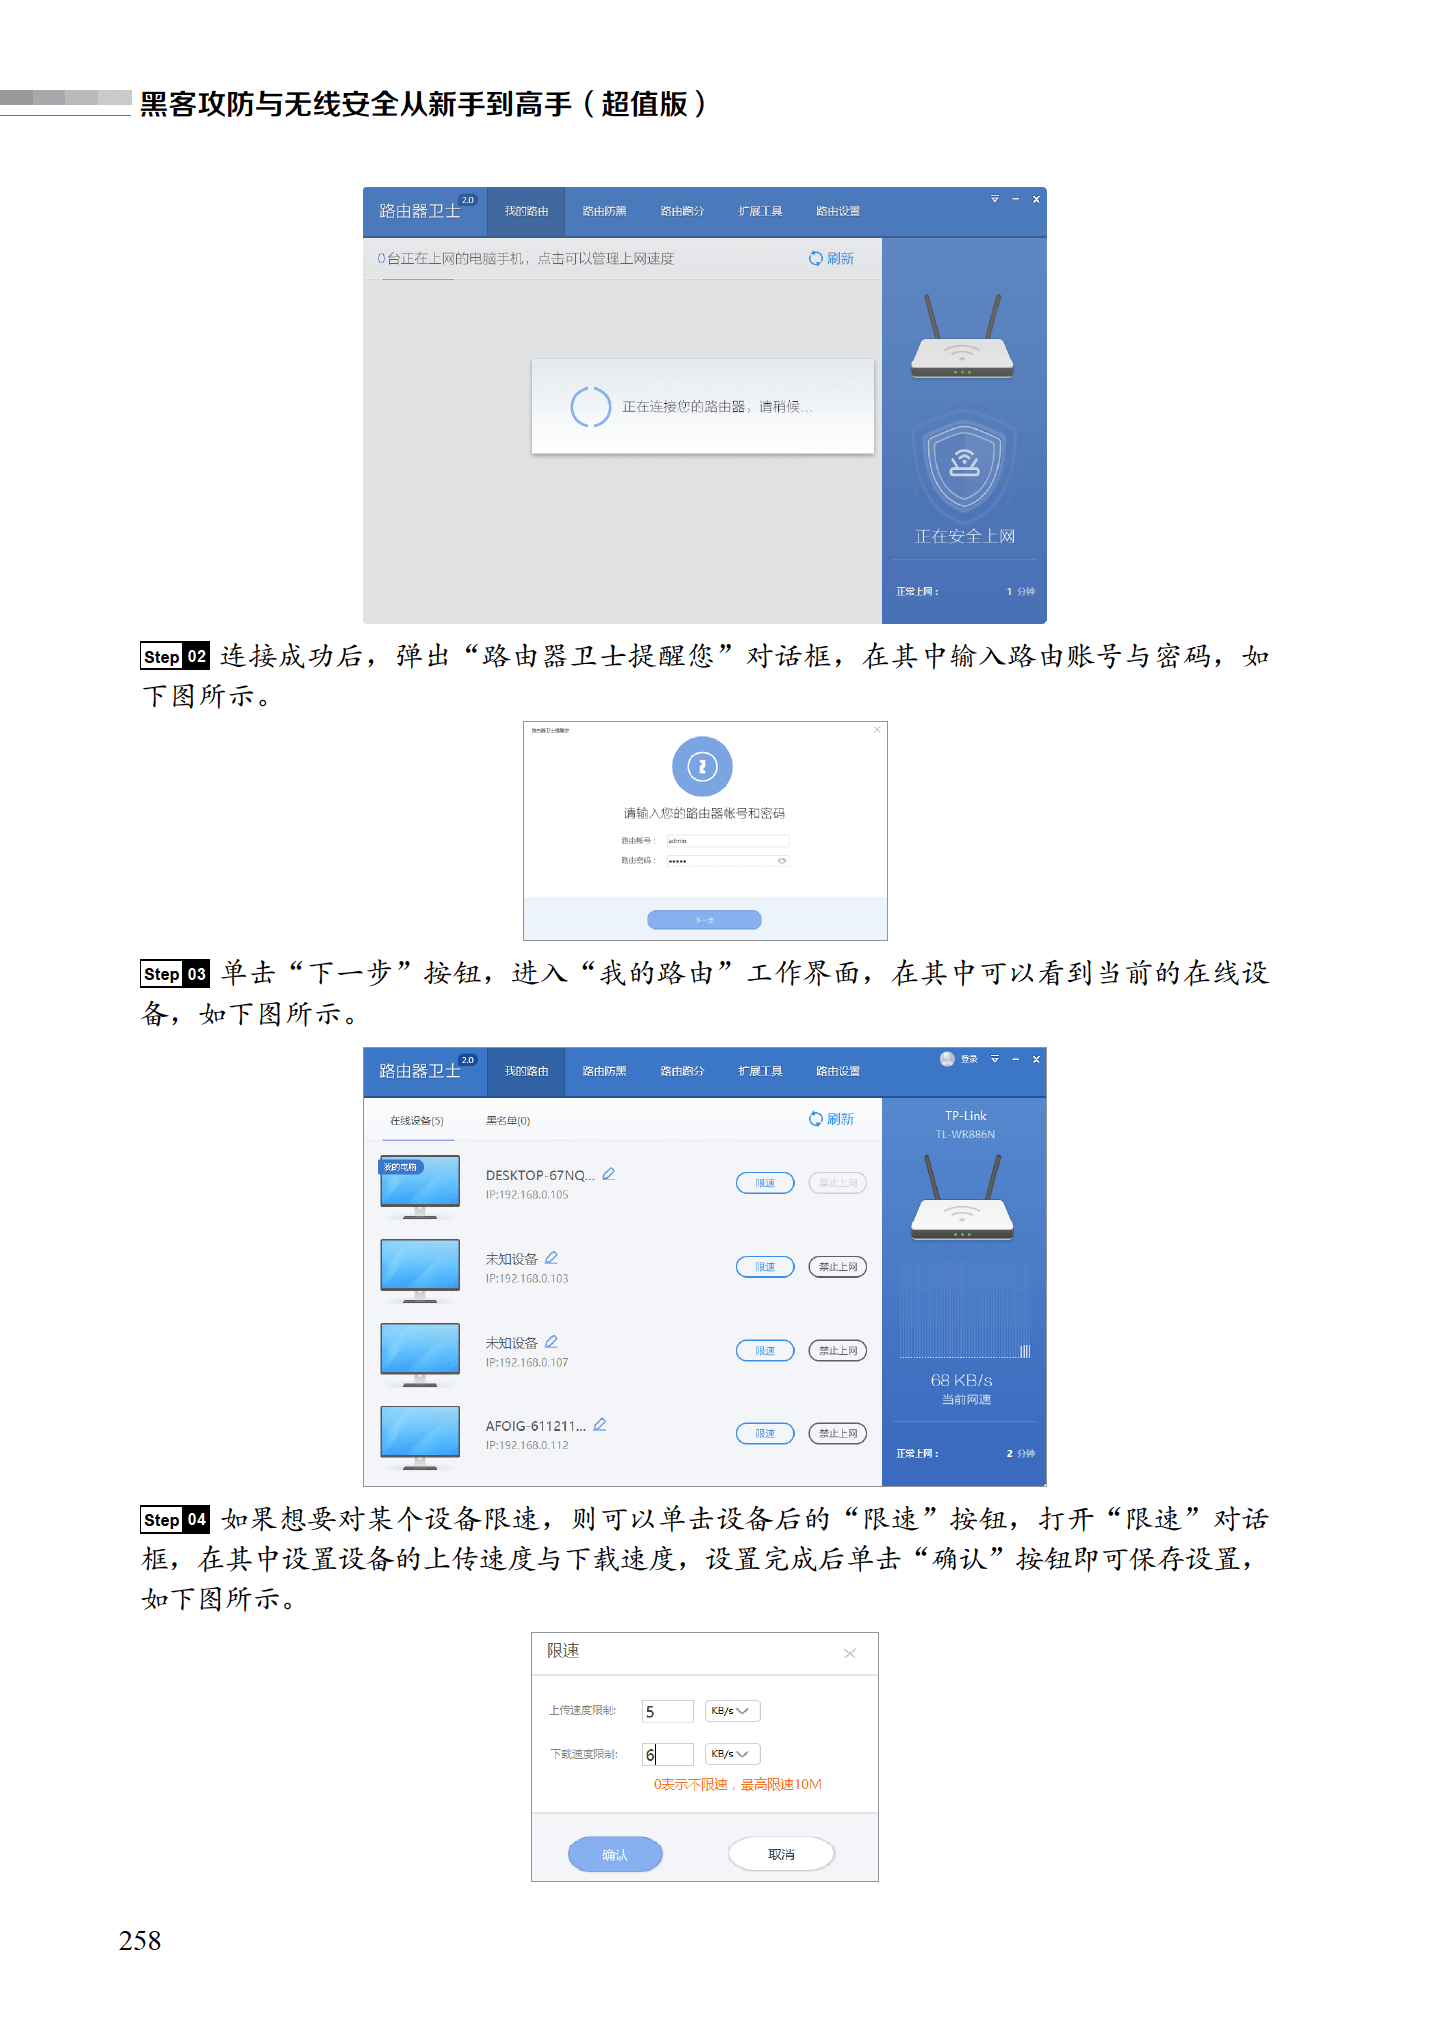 黑客攻防与无线安全从新手到高手（超值版）
路由器卫士 2.0 我的路由 路由防黑 路由跑分 扩展工具 路由设置
0台正在上网的电脑手机，点击可以管理上网速度 刷新
正在连接您的路由器，请稍候...
正在安全上网
正常上网： 1 分钟
Step 02 连接成功后，弹出“路由器卫士提醒您”对话框，在其中输入路由账号与密码，如
下图所示。
路由器卫士提醒您
请输入您的路由器帐号和密码
路由帐号： admin
路由密码： •••••
下一步
Step 03 单击“下一步”按钮，进入“我的路由”工作界面，在其中可以看到当前的在线设
备，如下图所示。
路由器卫士 2.0 我的路由 路由防黑 路由跑分 扩展工具 路由设置 登录
在线设备(5) 黑名单(0) 刷新
TP-Link
TL-WR886N
我的电脑
DESKTOP-67NQ... 限速 禁止上网
IP:192.168.0.105
未知设备 限速 禁止上网
IP:192.168.0.103
未知设备 限速 禁止上网
IP:192.168.0.107
AFOIG-611211... 限速 禁止上网
IP:192.168.0.112
68 KB/s
当前网速
正常上网： 2 分钟
Step 04 如果想要对某个设备限速，则可以单击设备后的“限速”按钮，打开“限速”对话
框，在其中设置设备的上传速度与下载速度，设置完成后单击“确认”按钮即可保存设置，
如下图所示。
限速
上传速度限制: 5 KB/s
下载速度限制: 6 KB/s
0表示不限速，最高限速10M
确认 取消
258